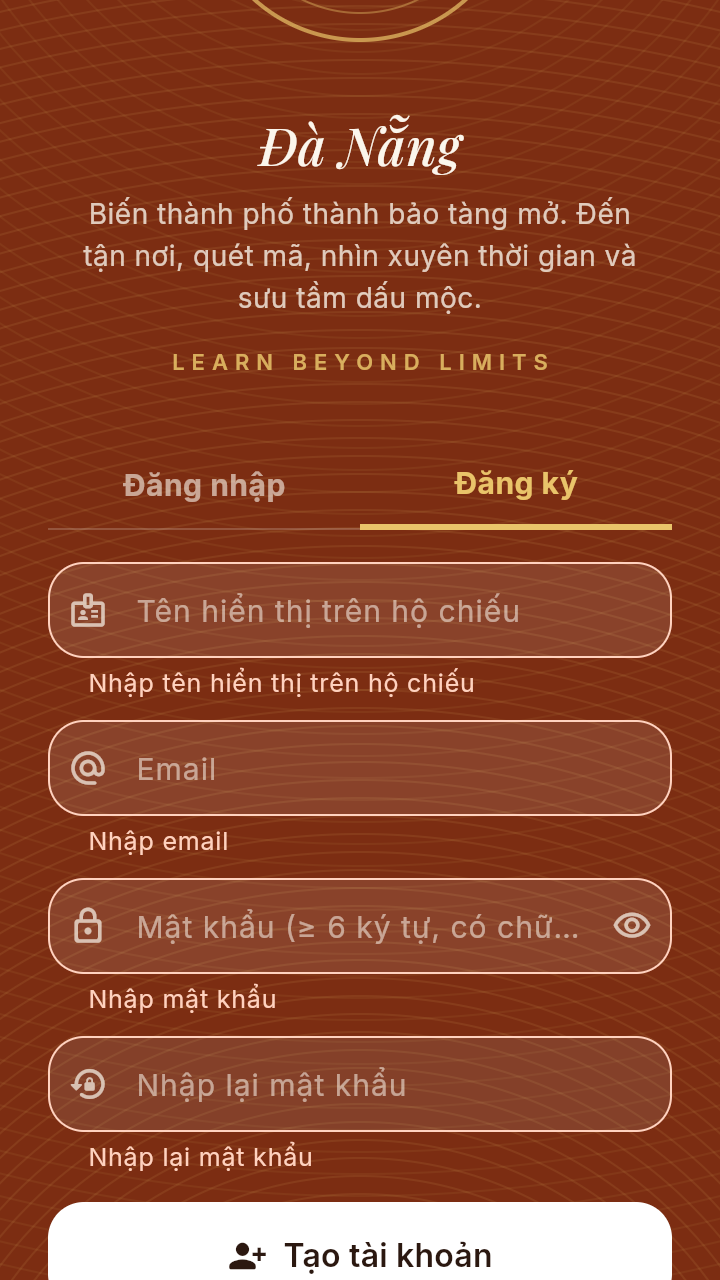 Đà Nẵng
Biến thành phố thành bảo tàng mở. Đến
tận nơi, quét mã, nhìn xuyên thời gian và
sưu tầm dấu mộc.
LEARN BEYOND LIMITS
Đăng nhập
Đăng ký
Tên hiển thị trên hộ chiếu
Nhập tên hiển thị trên hộ chiếu
Email
Nhập email
Mật khẩu (≥ 6 ký tự, có chữ...
Nhập mật khẩu
Nhập lại mật khẩu
Nhập lại mật khẩu
Tạo tài khoản